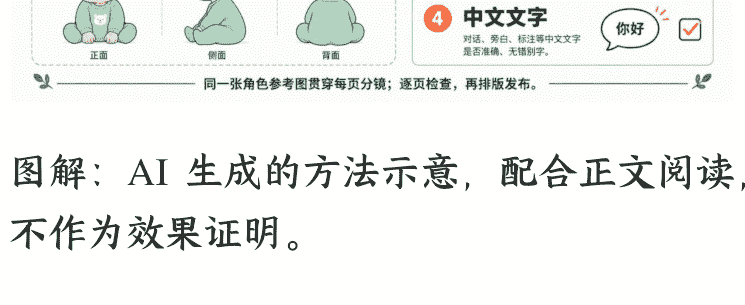 正面
侧面
背面
4 中文文字
对话、旁白、标注等中文文字
是否准确、无错别字。
你好
同一张角色参考图贯穿每页分镜；逐页检查，再排版发布。
图解：AI 生成的方法示意，配合正文阅读，
不作为效果证明。